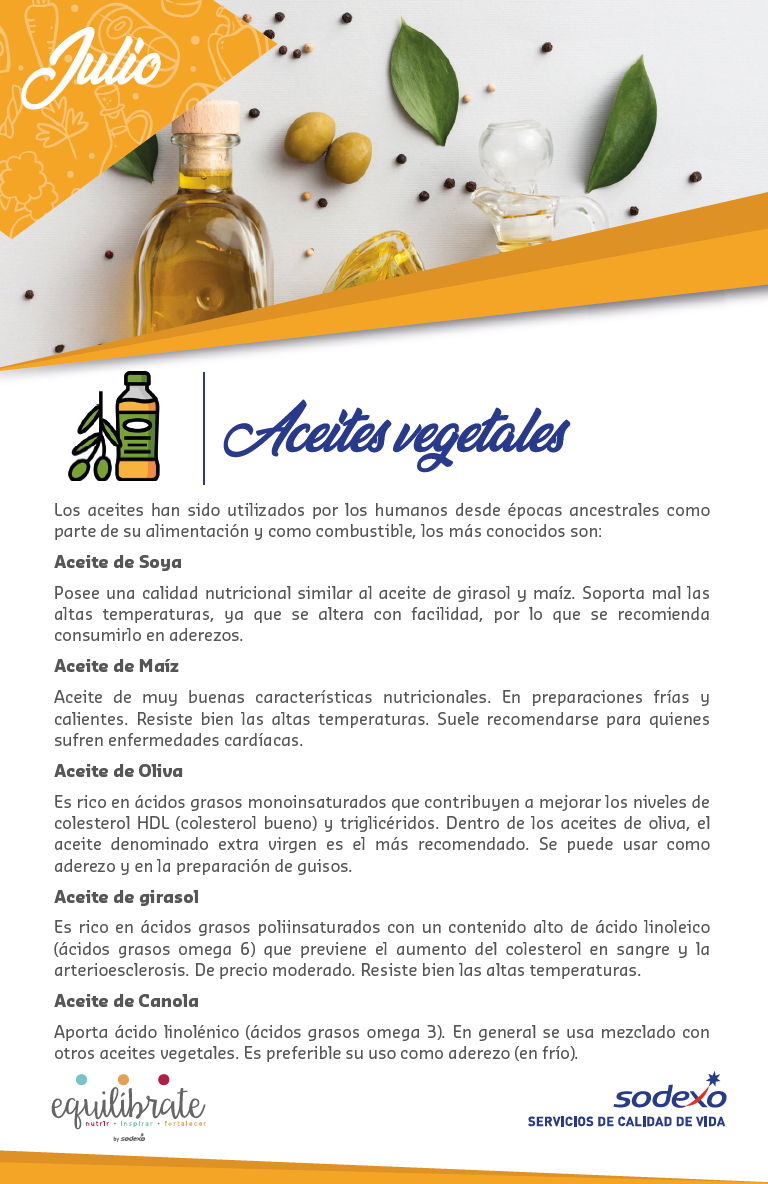 Julio
Aceites vegetales
Los aceites han sido utilizados por los humanos desde épocas ancestrales como
parte de su alimentación y como combustible, los más conocidos son:
Aceite de Soya
Posee una calidad nutricional similar al aceite de girasol y maíz. Soporta mal las
altas temperaturas, ya que se altera con facilidad, por lo que se recomienda
consumirlo en aderezos.
Aceite de Maíz
Aceite de muy buenas características nutricionales. En preparaciones frías y
calientes. Resiste bien las altas temperaturas. Suele recomendarse para quienes
sufren enfermedades cardíacas.
Aceite de Oliva
Es rico en ácidos grasos monoinsaturados que contribuyen a mejorar los niveles de
colesterol HDL (colesterol bueno) y triglicéridos. Dentro de los aceites de oliva, el
aceite denominado extra virgen es el más recomendado. Se puede usar como
aderezo y en la preparación de guisos.
Aceite de girasol
Es rico en ácidos grasos poliinsaturados con un contenido alto de ácido linoleico
(ácidos grasos omega 6) que previene el aumento del colesterol en sangre y la
arterioesclerosis. De precio moderado. Resiste bien las altas temperaturas.
Aceite de Canola
Aporta ácido linolénico (ácidos grasos omega 3). En general se usa mezclado con
otros aceites vegetales. Es preferible su uso como aderezo (en frío).
equilibrate
nutrir • inspirar • fortalecer
by sodexo
sodexo
SERVICIOS DE CALIDAD DE VIDA